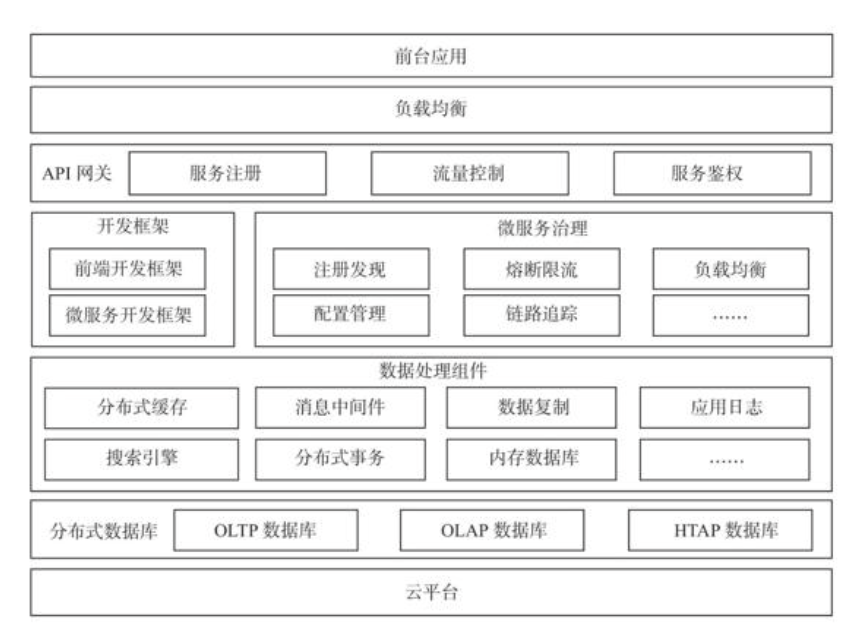 前台应用
负载均衡
API 网关 服务注册 流量控制 服务鉴权
开发框架
前端开发框架
微服务开发框架
微服务治理
注册发现 熔断限流 负载均衡
配置管理 链路追踪 ……
数据处理组件
分布式缓存 消息中间件 数据复制 应用日志
搜索引擎 分布式事务 内存数据库 ……
分布式数据库 OLTP 数据库 OLAP 数据库 HTAP 数据库
云平台